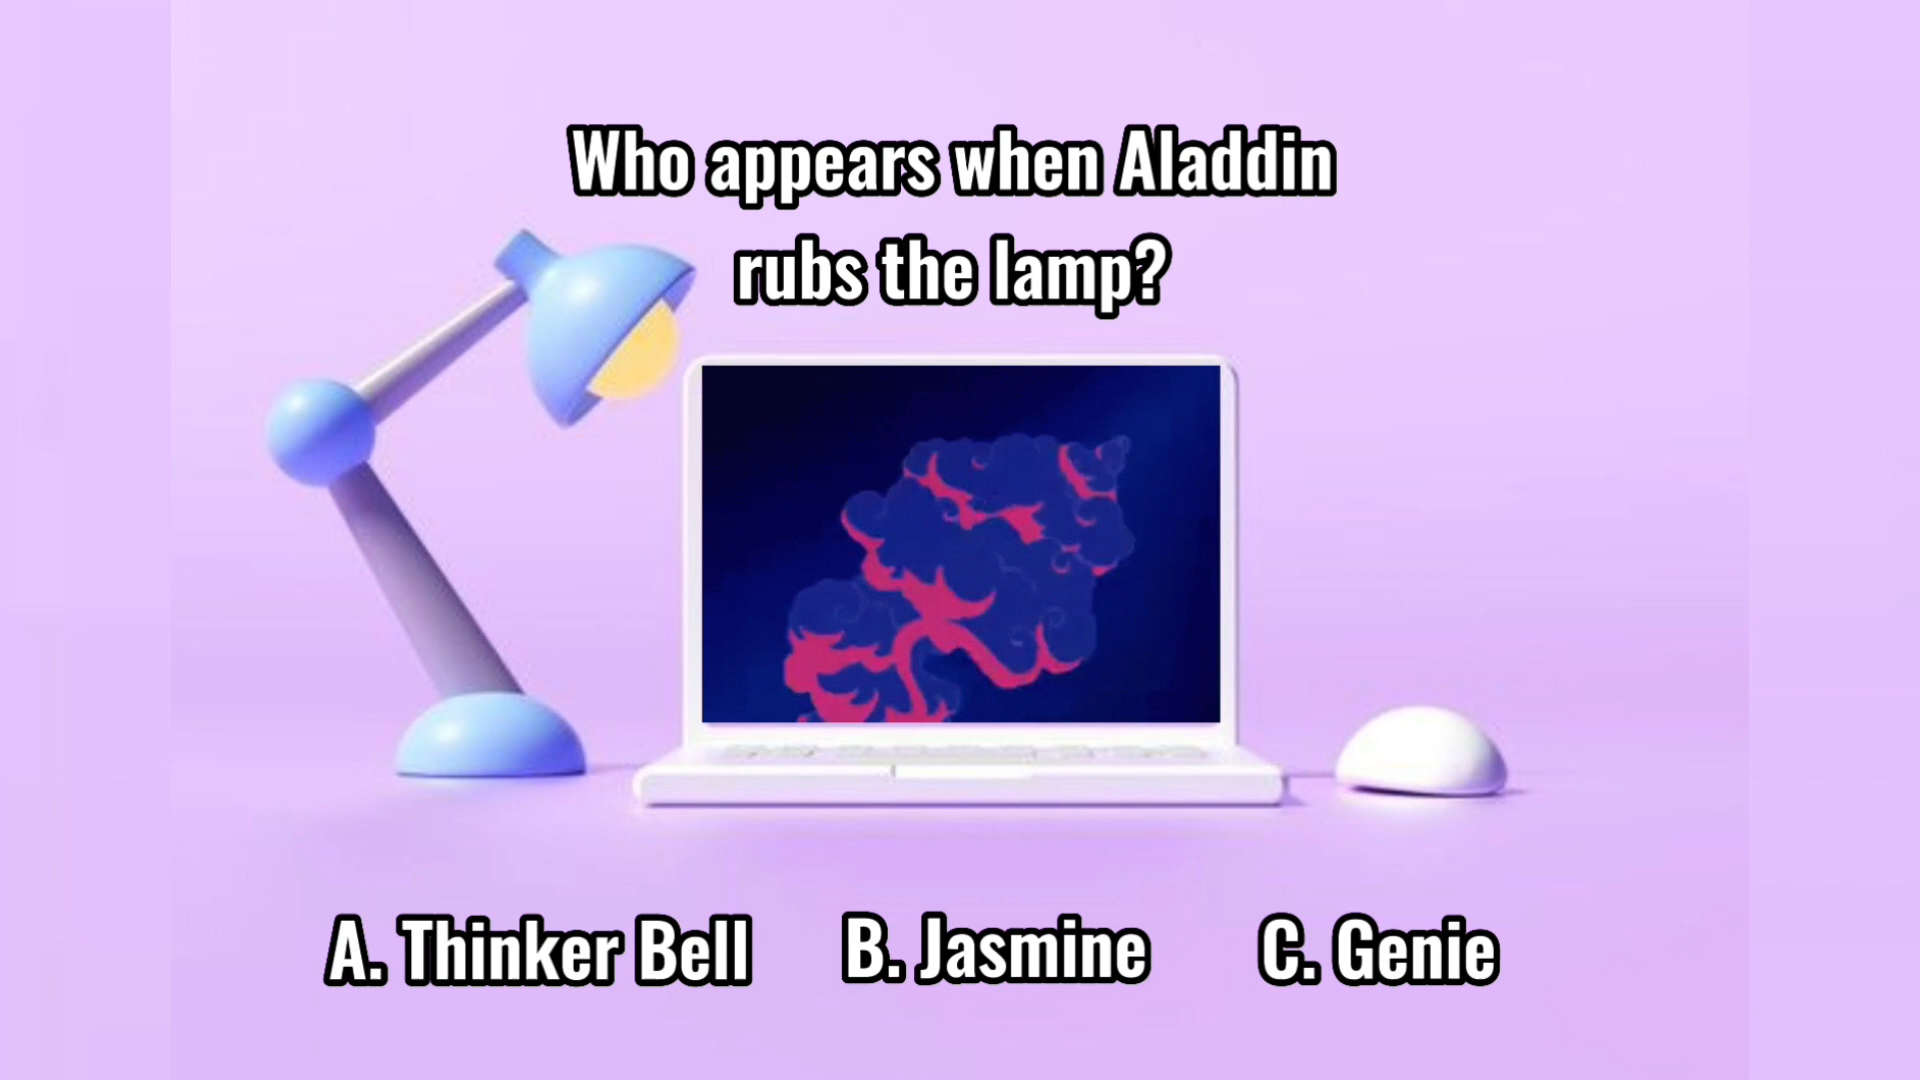 Who appears when Aladdin
rubs the lamp?
A. Thinker Bell
B. Jasmine
C. Genie